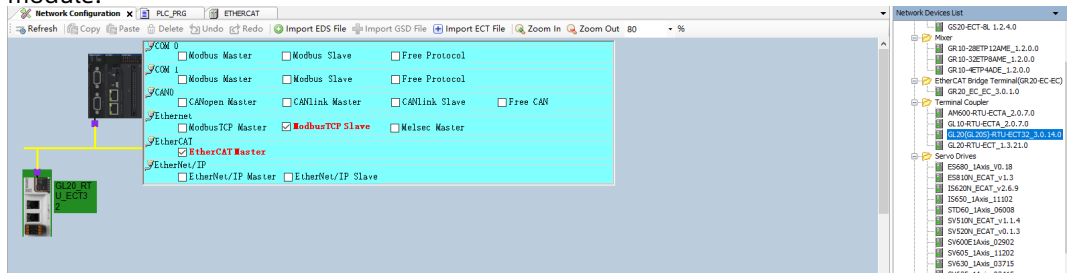 module.
Network Configuration x PLC_PRG ETHERCAT
Network Devices List
Refresh Copy Paste Delete Undo Redo Import EDS File Import GSD File Import ECT File Zoom In Zoom Out 80 %
COM 0
Modbus Master Modbus Slave Free Protocol
COM 1
Modbus Master Modbus Slave Free Protocol
CAN0
CANopen Master CANlink Master CANlink Slave Free CAN
Ethernet
ModbusTCP Master ModbusTCP Slave Melsec Master
EtherCAT
EtherCAT Master
EtherNet/IP
EtherNet/IP Master EtherNet/IP Slave
GL20_RT
U_ECT3
2
GS20-ECT-8L 1.2.4.0
Mixer
GR10-28ETP12AME_1.2.0.0
GR10-32ETP8AME_1.2.0.0
GR10-4ETP4ADE_1.2.0.0
EtherCAT Bridge Terminal(GR20-EC-EC)
GR20_EC_EC_3.0.1.0
Terminal Coupler
AM600-RTU-ECTA_2.0.7.0
GL10-RTU-ECTA_2.0.7.0
GL20(GL20S)-RTU-ECT32_3.0.14.0
GL20-RTU-ECT_1.3.21.0
Servo Drives
ES680_1Axis_V0.18
ES810N_ECAT_v1.3
IS620N_ECAT_v2.6.9
IS650_1Axis_11102
STD60_1Axis_06008
SV510N_ECAT_v1.1.4
SV520N_ECAT_v0.1.3
SV600E1Axis_02902
SV605_1Axis_11202
SV630_1Axis_03715